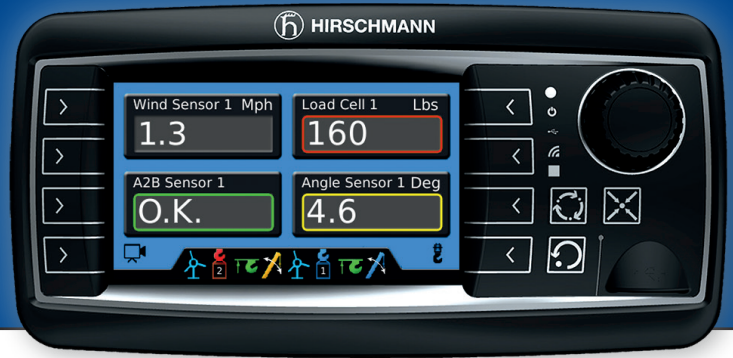 HIRSCHMANN
Wind Sensor 1 Mph
1.3
Load Cell 1 Lbs
160
A2B Sensor 1
O.K.
Angle Sensor 1 Deg
4.6
2
1